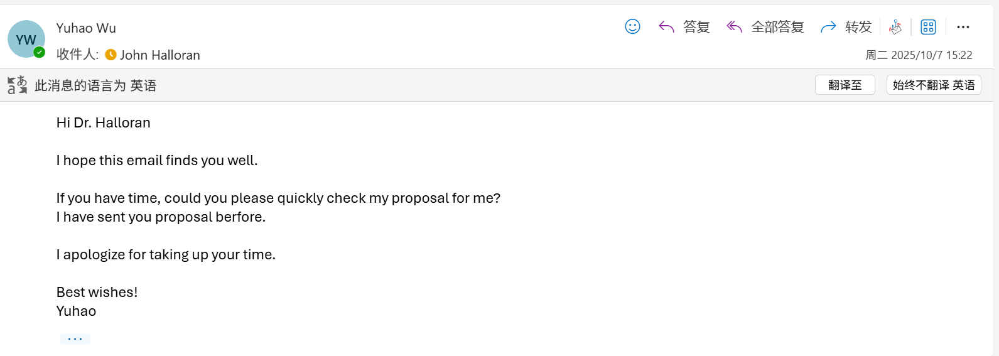 Yuhao Wu
YW
收件人: John Halloran
答复
全部答复
转发
周二 2025/10/7 15:22
此消息的语言为 英语
翻译至
始终不翻译 英语
Hi Dr. Halloran
I hope this email finds you well.
If you have time, could you please quickly check my proposal for me?
I have sent you proposal berfore.
I apologize for taking up your time.
Best wishes!
Yuhao